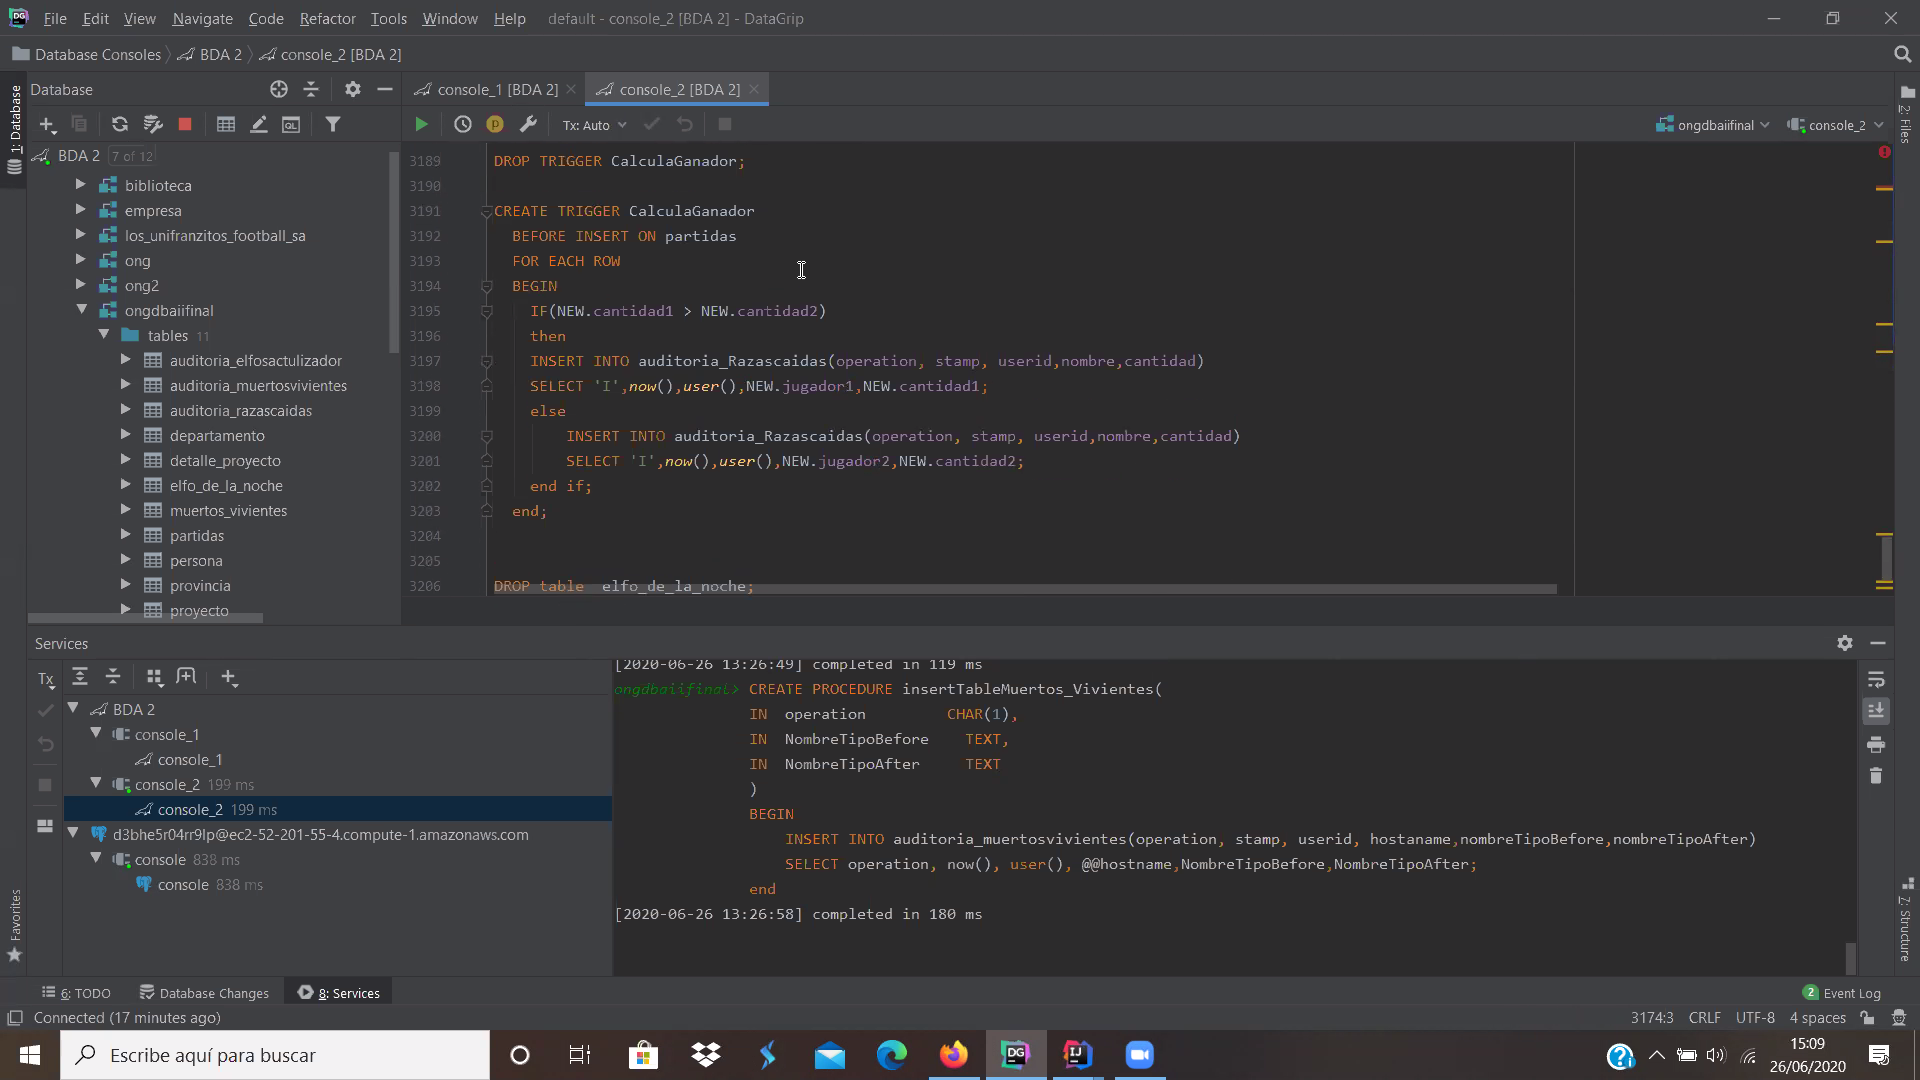 DG File Edit View Navigate Code Refactor Tools Window Help default - console_2 [BDA 2] - DataGrip
Database Consoles BDA 2 console_2 [BDA 2]
Database
console_1 [BDA 2]
console_2 [BDA 2]
Tx: Auto
ongdbaiifinal
console_2
1: Database
2: Files
BDA 2 7 of 12
biblioteca
empresa
los_unifranzitos_football_sa
ong
ong2
ongdbaiifinal
tables 11
auditoria_elfosactulizador
auditoria_muertosvivientes
auditoria_razascaidas
departamento
detalle_proyecto
elfo_de_la_noche
muertos_vivientes
partidas
persona
provincia
proyecto
3189 DROP TRIGGER CalculaGanador;
3190
3191 CREATE TRIGGER CalculaGanador
3192 BEFORE INSERT ON partidas
3193 FOR EACH ROW
3194 BEGIN
3195 IF(NEW.cantidad1 > NEW.cantidad2)
3196 then
3197 INSERT INTO auditoria_Razascaidas(operation, stamp, userid,nombre,cantidad)
3198 SELECT 'I',now(),user(),NEW.jugador1,NEW.cantidad1;
3199 else
3200 INSERT INTO auditoria_Razascaidas(operation, stamp, userid,nombre,cantidad)
3201 SELECT 'I',now(),user(),NEW.jugador2,NEW.cantidad2;
3202 end if;
3203 end;
3204
3205
3206 DROP table elfo_de_la_noche;
Services
Tx
BDA 2
console_1
console_1
console_2 199 ms
console_2 199 ms
d3bhe5r04rr9lp@ec2-52-201-55-4.compute-1.amazonaws.com
console 838 ms
console 838 ms
[2020-06-26 13:26:49] completed in 119 ms
ongdbaiifinal> CREATE PROCEDURE insertTableMuertos_Vivientes(
IN operation CHAR(1),
IN NombreTipoBefore TEXT,
IN NombreTipoAfter TEXT
)
BEGIN
INSERT INTO auditoria_muertosvivientes(operation, stamp, userid, hostaname,nombreTipoBefore,nombreTipoAfter)
SELECT operation, now(), user(), @@hostname,NombreTipoBefore,NombreTipoAfter;
end
[2020-06-26 13:26:58] completed in 180 ms
Favorites
7: Structure
6: TODO Database Changes 8: Services 2 Event Log
Connected (17 minutes ago) 3174:3 CRLF UTF-8 4 spaces
Escribe aquí para buscar
DG
IJ
15:09
26/06/2020